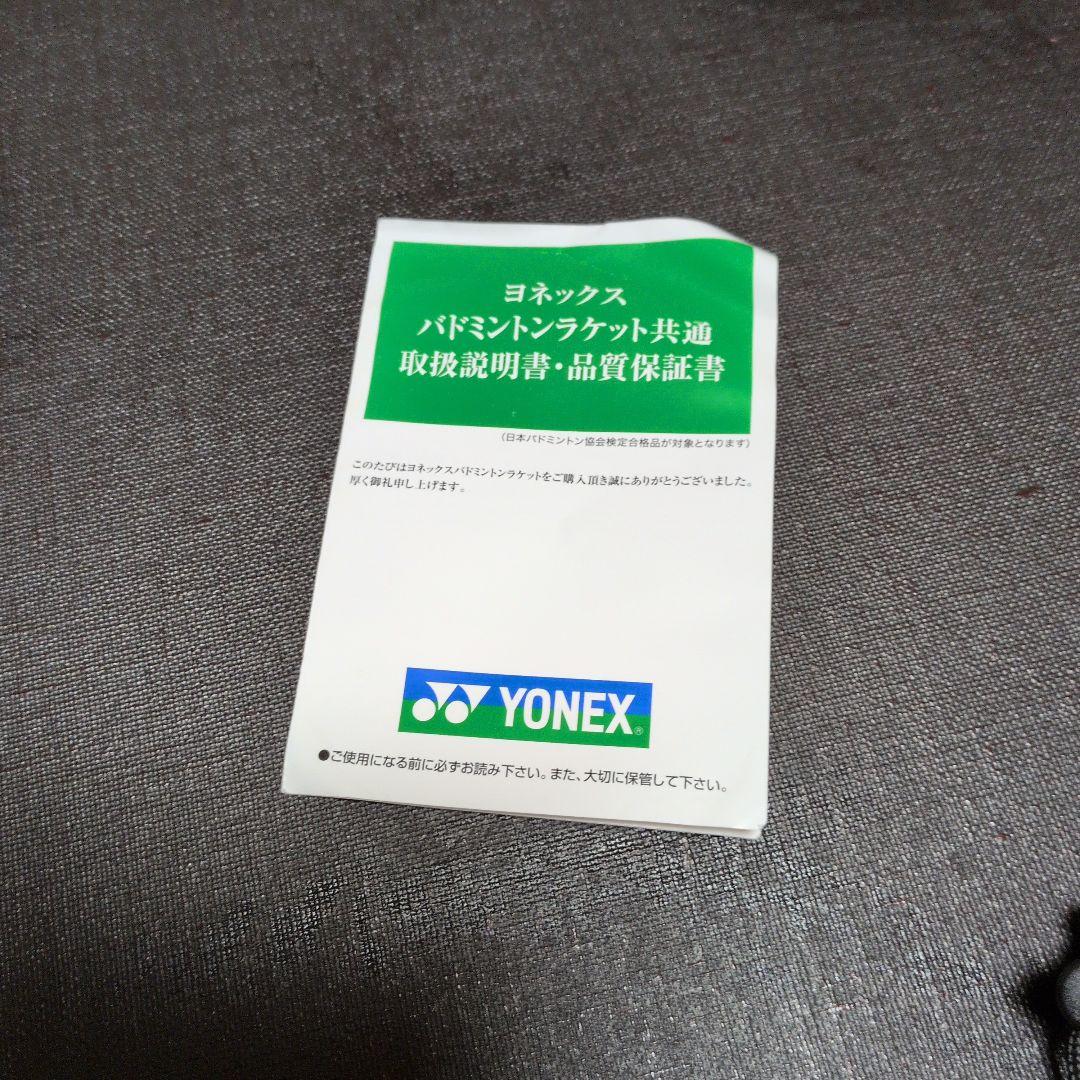 ヨネックス
バドミントンラケット共通
取扱説明書・品質保証書
(日本バドミントン協会検定合格品が対象となります)
このたびはヨネックスバドミントンラケットをご購入頂き誠にありがとうございました。
厚く御礼申し上げます。
YONEX®
●ご使用になる前に必ずお読み下さい。また、大切に保管して下さい。